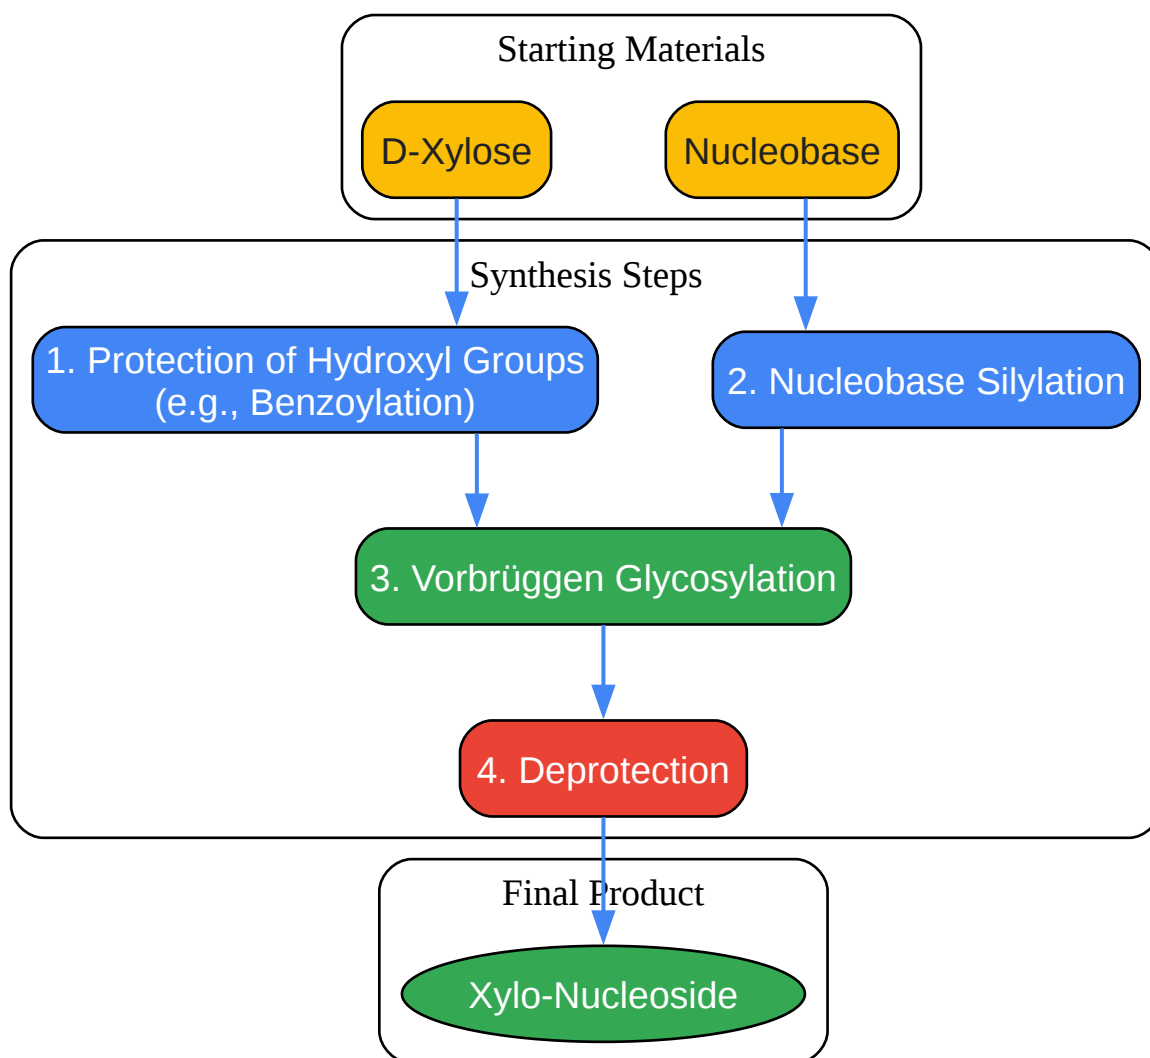 Starting Materials
D-Xylose
Nucleobase
Synthesis Steps
1. Protection of Hydroxyl Groups
(e.g., Benzoylation)
2. Nucleobase Silylation
3. Vorbrüggen Glycosylation
4. Deprotection
Final Product
Xylo-Nucleoside